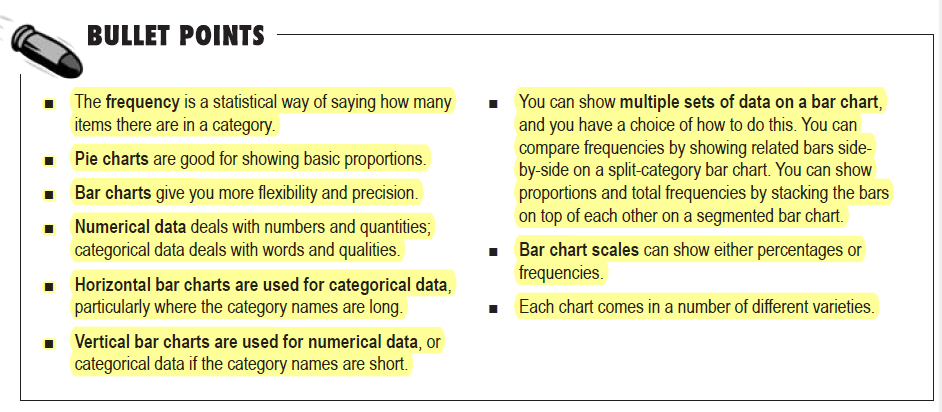 BULLET POINTS
■ The frequency is a statistical way of saying how many
items there are in a category.
■ Pie charts are good for showing basic proportions.
■ Bar charts give you more flexibility and precision.
■ Numerical data deals with numbers and quantities;
categorical data deals with words and qualities.
■ Horizontal bar charts are used for categorical data,
particularly where the category names are long.
■ Vertical bar charts are used for numerical data, or
categorical data if the category names are short.
■ You can show multiple sets of data on a bar chart,
and you have a choice of how to do this. You can
compare frequencies by showing related bars side-
by-side on a split-category bar chart. You can show
proportions and total frequencies by stacking the bars
on top of each other on a segmented bar chart.
■ Bar chart scales can show either percentages or
frequencies.
■ Each chart comes in a number of different varieties.